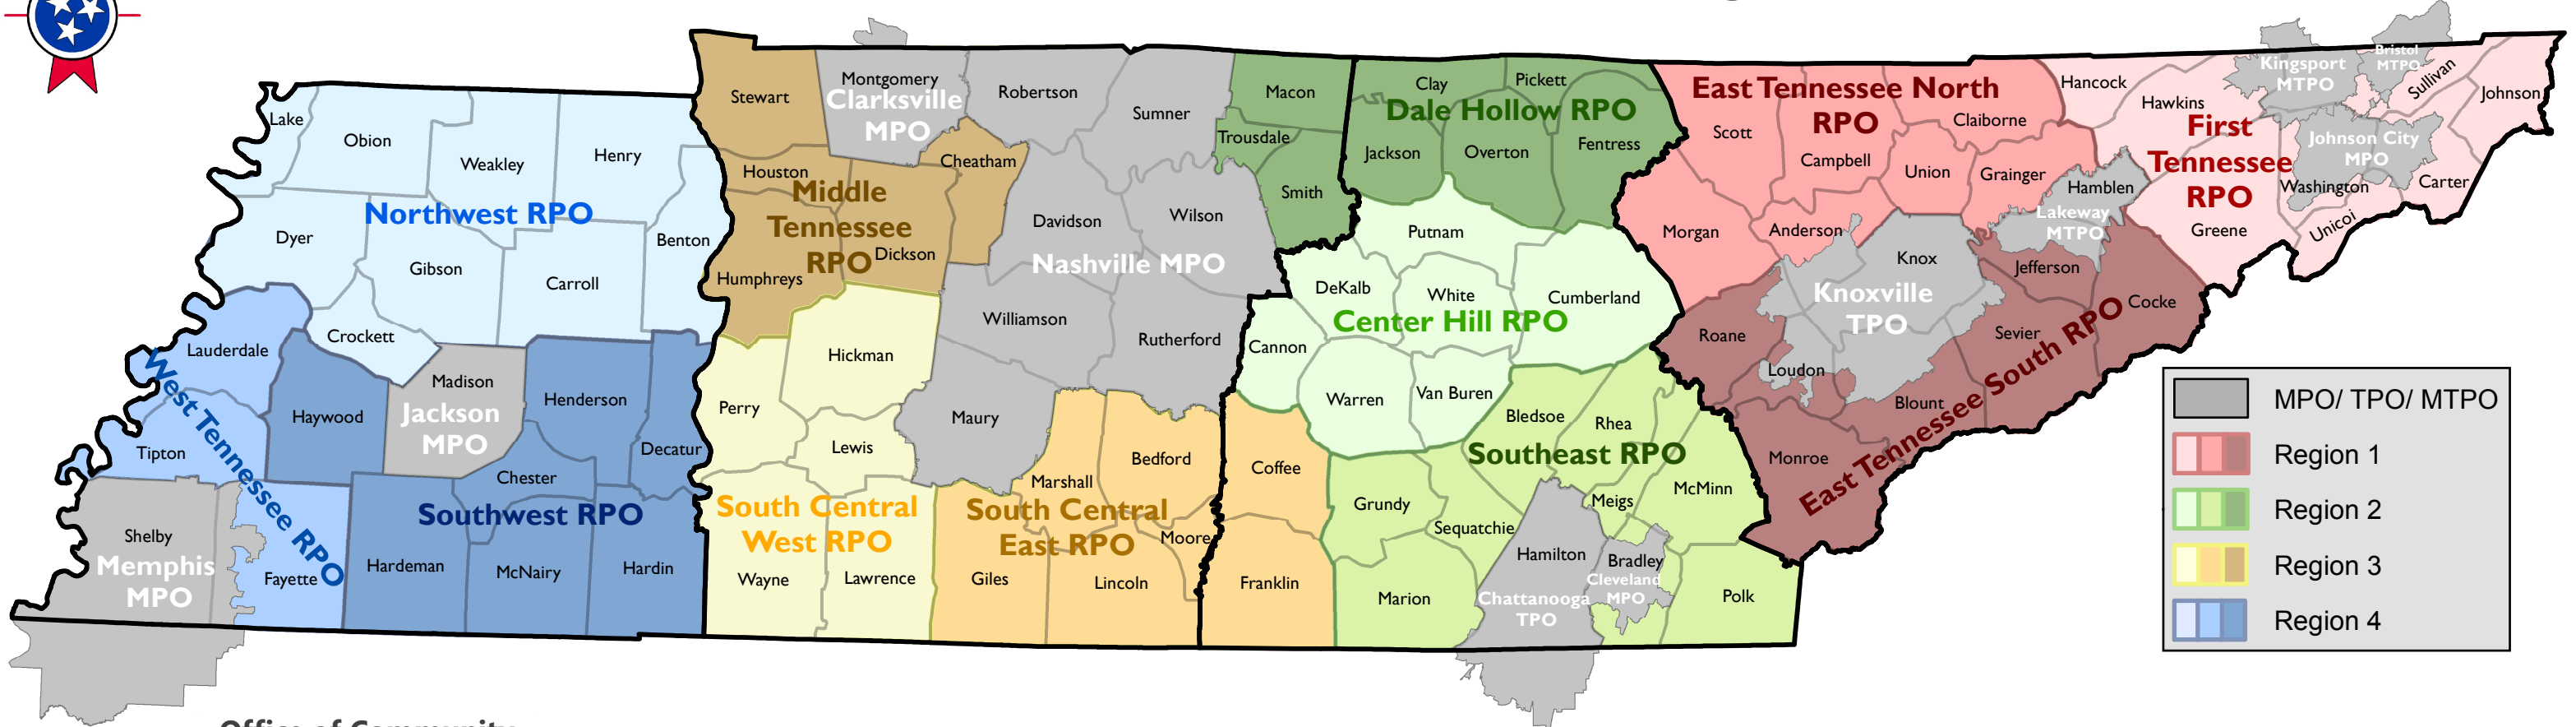 Lake
Obion
Weakley
Henry
Northwest RPO
Dyer
Gibson
Carroll
Benton
Crockett
Lauderdale
Tipton
West Tennessee RPO
Fayette
Shelby
Memphis
MPO
Haywood
Madison
Jackson
MPO
Henderson
Decatur
Chester
Southwest RPO
Hardeman
McNairy
Hardin
Stewart
Houston
Middle
Tennessee
RPO
Humphreys
Dickson
Cheatham
Montgomery
Clarksville
MPO
Robertson
Sumner
Davidson
Wilson
Nashville MPO
Williamson
Rutherford
Maury
Hickman
Perry
Lewis
South Central
West RPO
Wayne
Lawrence
Marshall
Bedford
South Central
East RPO
Moore
Giles
Lincoln
Coffee
Franklin
Macon
Trousdale
Smith
Clay
Pickett
Dale Hollow RPO
Jackson
Overton
Fentress
Putnam
DeKalb
White
Cumberland
Center Hill RPO
Cannon
Warren
Van Buren
Bledsoe
Rhea
Southeast RPO
Grundy
Sequatchie
Meigs
McMinn
Marion
Hamilton
Chattanooga
TPO
Bradley
Cleveland
MPO
Polk
East Tennessee North
RPO
Scott
Campbell
Claiborne
Union
Grainger
Morgan
Anderson
Knox
Knoxville
TPO
Roane
Loudon
Blount
Sevier
Jefferson
Cocke
Monroe
East Tennessee South RPO
Hamblen
Lakeway
MTPO
Hancock
Hawkins
First
Tennessee
RPO
Greene
Kingsport
MTPO
Bristol
MTPO
Sullivan
Johnson
Johnson City
MPO
Washington
Carter
Unicoi
MPO/ TPO/ MTPO
Region 1
Region 2
Region 3
Region 4
Office of Community